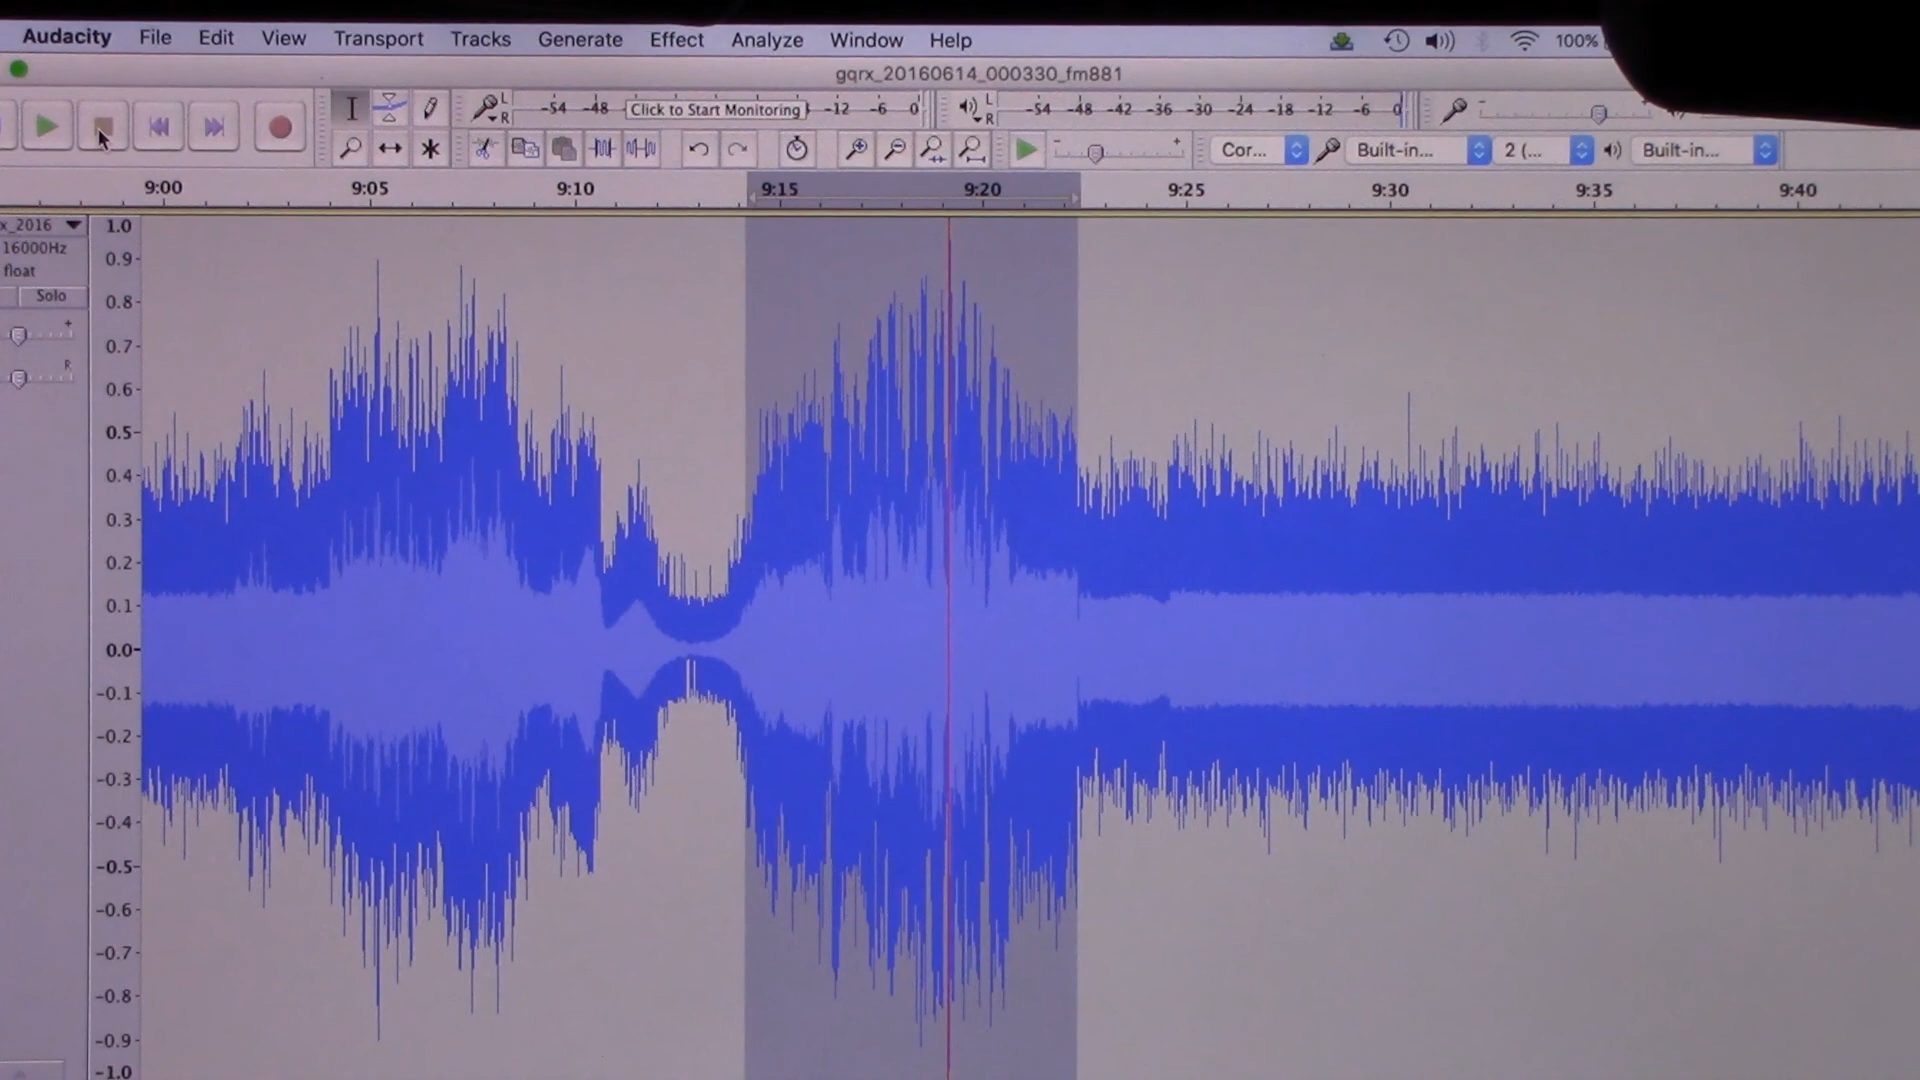 Audacity File Edit View Transport Tracks Generate Effect Analyze Window Help 100%
gqrx_20160614_000330_fm881
L R -54 -48 Click to Start Monitoring -12 -6 0 L R -54 -48 -42 -36 -30 -24 -18 -12 -6 0 - +
- + Cor... Built-in... 2 (... Built-in...
9:00 9:05 9:10 9:15 9:20 9:25 9:30 9:35 9:40
x_2016
16000Hz
float
Solo
+
R
1.0
0.9
0.8
0.7
0.6
0.5
0.4
0.3
0.2
0.1
0.0
-0.1
-0.2
-0.3
-0.4
-0.5
-0.6
-0.7
-0.8
-0.9
-1.0